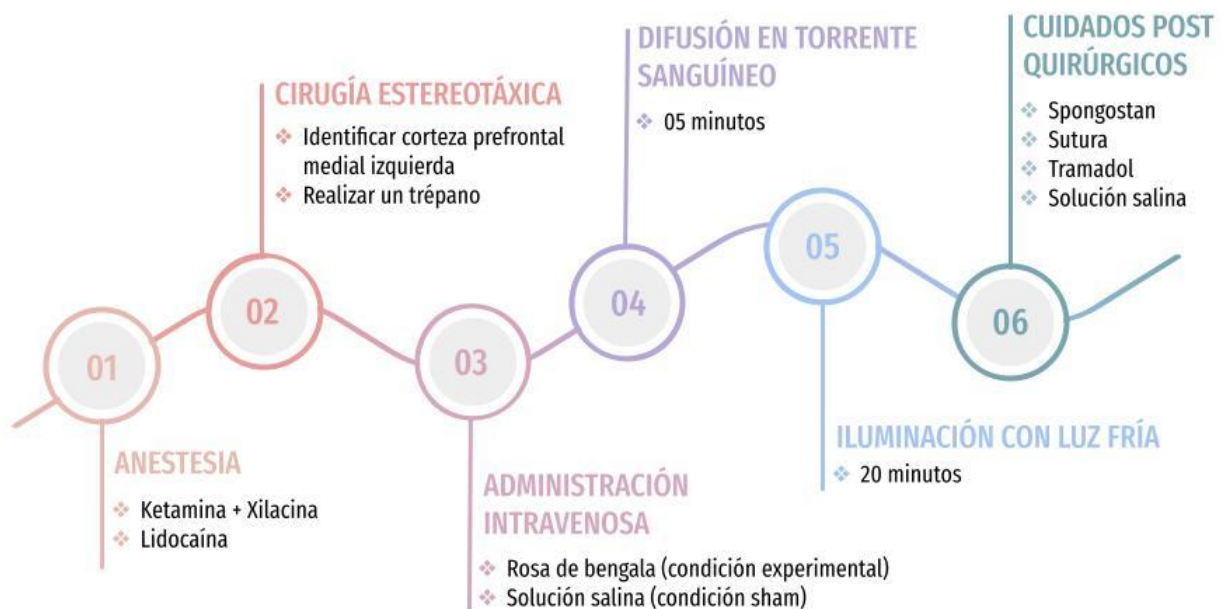 01
ANESTESIA
❖ Ketamina + Xilacina
❖ Lidocaína
02
CIRUGÍA ESTEREOTÁXICA
❖ Identificar corteza prefrontal
medial izquierda
❖ Realizar un trépano
03
ADMINISTRACIÓN
INTRAVENOSA
❖ Rosa de bengala (condición experimental)
❖ Solución salina (condición sham)
04
DIFUSIÓN EN TORRENTE
SANGUÍNEO
❖ 05 minutos
05
ILUMINACIÓN CON LUZ FRÍA
❖ 20 minutos
06
CUIDADOS POST
QUIRÚRGICOS
❖ Spongostan
❖ Sutura
❖ Tramadol
❖ Solución salina